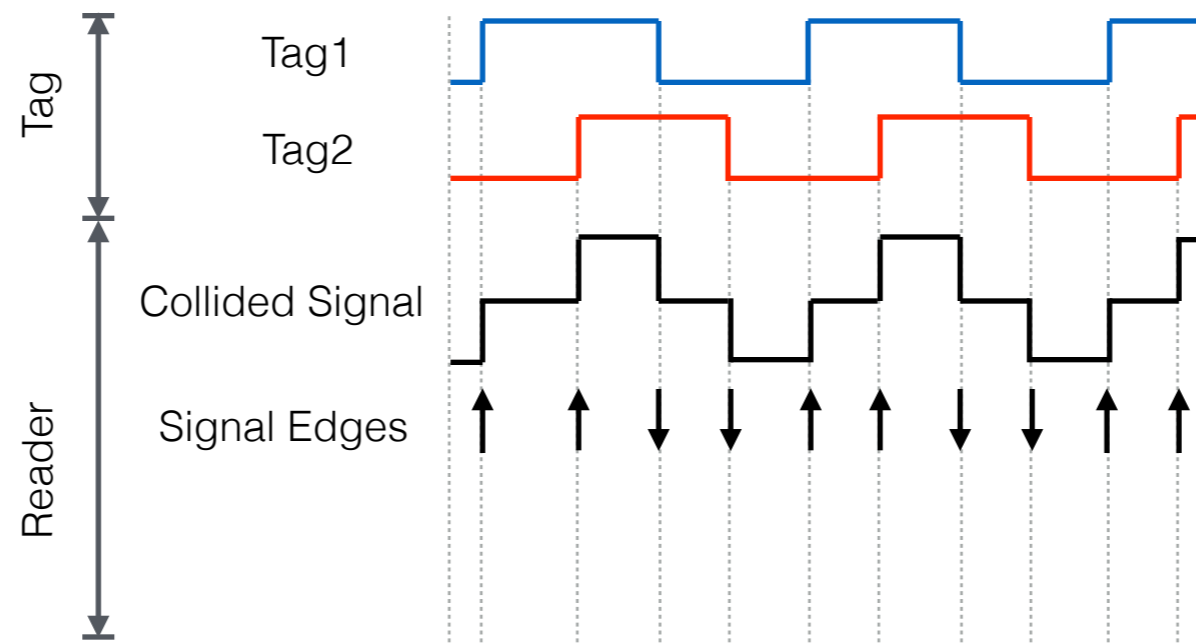 Tag
Tag1
Tag2
Reader
Collided Signal
Signal Edges